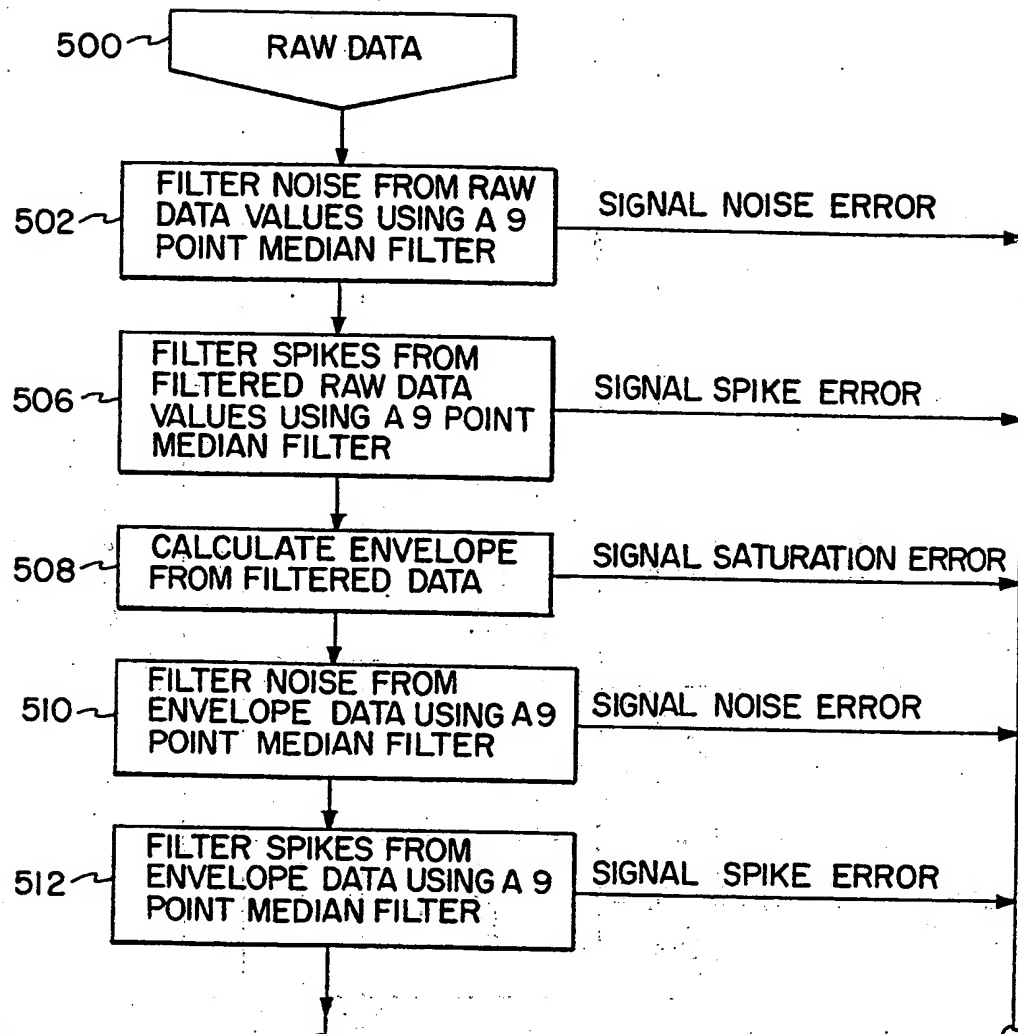 500
RAW DATA
502
FILTER NOISE FROM RAW
DATA VALUES USING A 9
POINT MEDIAN FILTER
SIGNAL NOISE ERROR
506
FILTER SPIKES FROM
FILTERED RAW DATA
VALUES USING A 9 POINT
MEDIAN FILTER
SIGNAL SPIKE ERROR
508
CALCULATE ENVELOPE
FROM FILTERED DATA
SIGNAL SATURATION ERROR
510
FILTER NOISE FROM
ENVELOPE DATA USING A 9
POINT MEDIAN FILTER
SIGNAL NOISE ERROR
512
FILTER SPIKES FROM
ENVELOPE DATA USING A 9
POINT MEDIAN FILTER
SIGNAL SPIKE ERROR